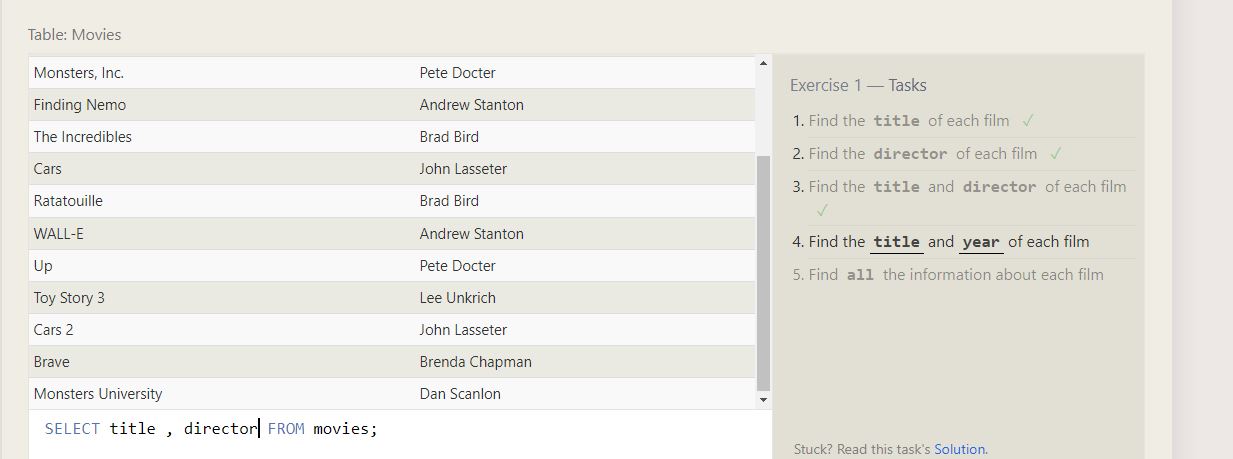 Table: Movies
Monsters, Inc. Pete Docter
Finding Nemo Andrew Stanton
The Incredibles Brad Bird
Cars John Lasseter
Ratatouille Brad Bird
WALL-E Andrew Stanton
Up Pete Docter
Toy Story 3 Lee Unkrich
Cars 2 John Lasseter
Brave Brenda Chapman
Monsters University Dan Scanlon
SELECT title , director FROM movies;
Exercise 1 — Tasks
1. Find the title of each film ✓
2. Find the director of each film ✓
3. Find the title and director of each film
✓
4. Find the title and year of each film
5. Find all the information about each film
Stuck? Read this task's Solution.